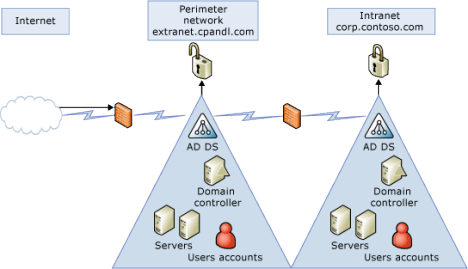 Internet
Perimeter
network
extranet.cpandl.com
Intranet
corp.contoso.com
AD DS
Domain
controller
Servers
Users accounts
AD DS
Domain
controller
Servers
Users accounts